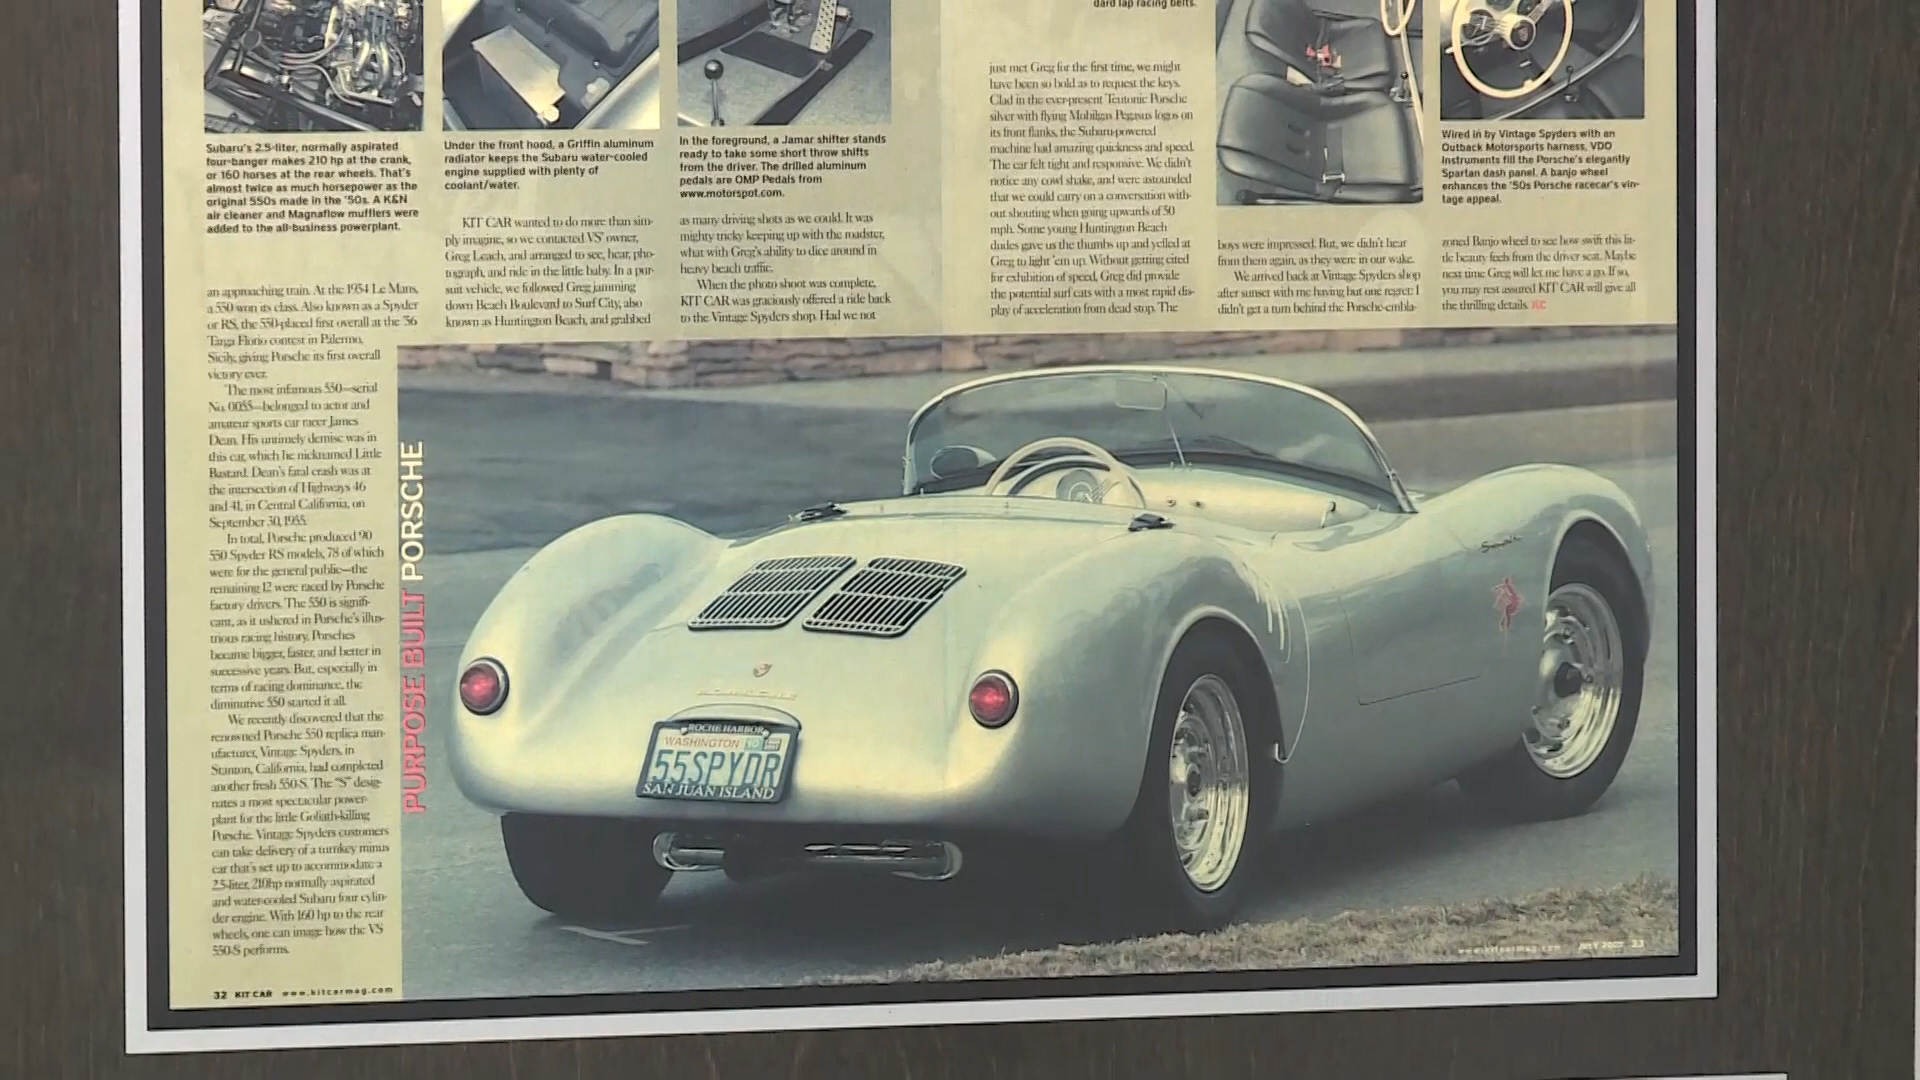 dard lap racing belts.
Subaru's 2.5-liter, normally aspirated
four-banger makes 210 hp at the crank,
or 160 horses at the rear wheels. That's
almost twice as much horsepower as the
original 550s made in the '50s. A K&N
air cleaner and Magnaflow mufflers were
added to the all-business powerplant.
Under the front hood, a Griffin aluminum
radiator keeps the Subaru water-cooled
engine supplied with plenty of
coolant/water.
In the foreground, a Jamar shifter stands
ready to take some short throw shifts
from the driver. The drilled aluminum
pedals are OMP Pedals from
www.motorspot.com.
Wired in by Vintage Spyders with an
Outback Motorsports harness, VDO
Instruments fill the Porsche's elegantly
Spartan dash panel. A banjo wheel
enhances the '50s Porsche racecar's vin-
tage appeal.
an approaching train. At the 1954 Le Mans,
a 550 won its class. Also known as a Spyder
or RS, the 550-placed first overall at the '56
Targa Florio contest in Palermo,
Sicily, giving Porsche its first overall
victory ever.
The most infamous 550—serial
No. 0055—belonged to actor and
amateur sports car racer James
Dean. His untimely demise was in
this car, which he nicknamed Little
Bastard. Dean's fatal crash was at
the intersection of Highways 46
and 41, in Central California, on
September 30, 1955.
In total, Porsche produced 90
550 Spyder RS models, 78 of which
were for the general public—the
remaining 12 were raced by Porsche
factory drivers. The 550 is signifi-
cant, as it ushered in Porsche's illus-
trious racing history. Porsches
became bigger, faster, and better in
successive years. But, especially in
terms of racing dominance, the
diminutive 550 started it all.
We recently discovered that the
renowned Porsche 550 replica man-
ufacturer, Vintage Spyders, in
Stanton, California, had completed
another fresh 550-S. The "S" desig-
nates a most spectacular power-
plant for the little Goliath-killing
Porsche. Vintage Spyders customers
can take delivery of a turnkey minus
car that's set up to accommodate a
2.5-liter, 210hp normally aspirated
and water-cooled Subaru four cylin-
der engine. With 160 hp to the rear
wheels, one can image how the VS
550-S performs.
KIT CAR wanted to do more than sim-
ply imagine, so we contacted VS' owner,
Greg Leach, and arranged to see, hear, pho-
tograph, and ride in the little baby. In a pur-
suit vehicle, we followed Greg jamming
down Beach Boulevard to Surf City, also
known as Huntington Beach, and grabbed
as many driving shots as we could. It was
mighty tricky keeping up with the roadster,
what with Greg's ability to dice around in
heavy beach traffic.
When the photo shoot was complete,
KIT CAR was graciously offered a ride back
to the Vintage Spyders shop. Had we not
just met Greg for the first time, we might
have been so bold as to request the keys.
Clad in the ever-present Teutonic Porsche
silver with flying Mobilgas Pegasus logos on
its front flanks, the Subaru-powered
machine had amazing quickness and speed.
The car felt tight and responsive. We didn't
notice any cowl shake, and were astounded
that we could carry on a conversation with-
out shouting when going upwards of 50
mph. Some young Huntington Beach
dudes gave us the thumbs up and yelled at
Greg to light 'em up. Without getting cited
for exhibition of speed, Greg did provide
the potential surf cats with a most rapid dis-
play of acceleration from dead stop. The
boys were impressed. But, we didn't hear
from them again, as they were in our wake.
We arrived back at Vintage Spyders shop
after sunset with me having but one regret: I
didn't get a turn behind the Porsche-embla-
zoned Banjo wheel to see how swift this lit-
tle beauty feels from the driver seat. Maybe
next time Greg will let me have a go. If so,
you may rest assured KIT CAR will give all
the thrilling details. KC
PURPOSE BUILT PORSCHE
Spyder
PORSCHE
ROCHE HARBOR
WASHINGTON
55SPYDR
SAN JUAN ISLAND
32 KIT CAR www.kitcarmag.com
www.kitcarmag.com JULY 2007 33